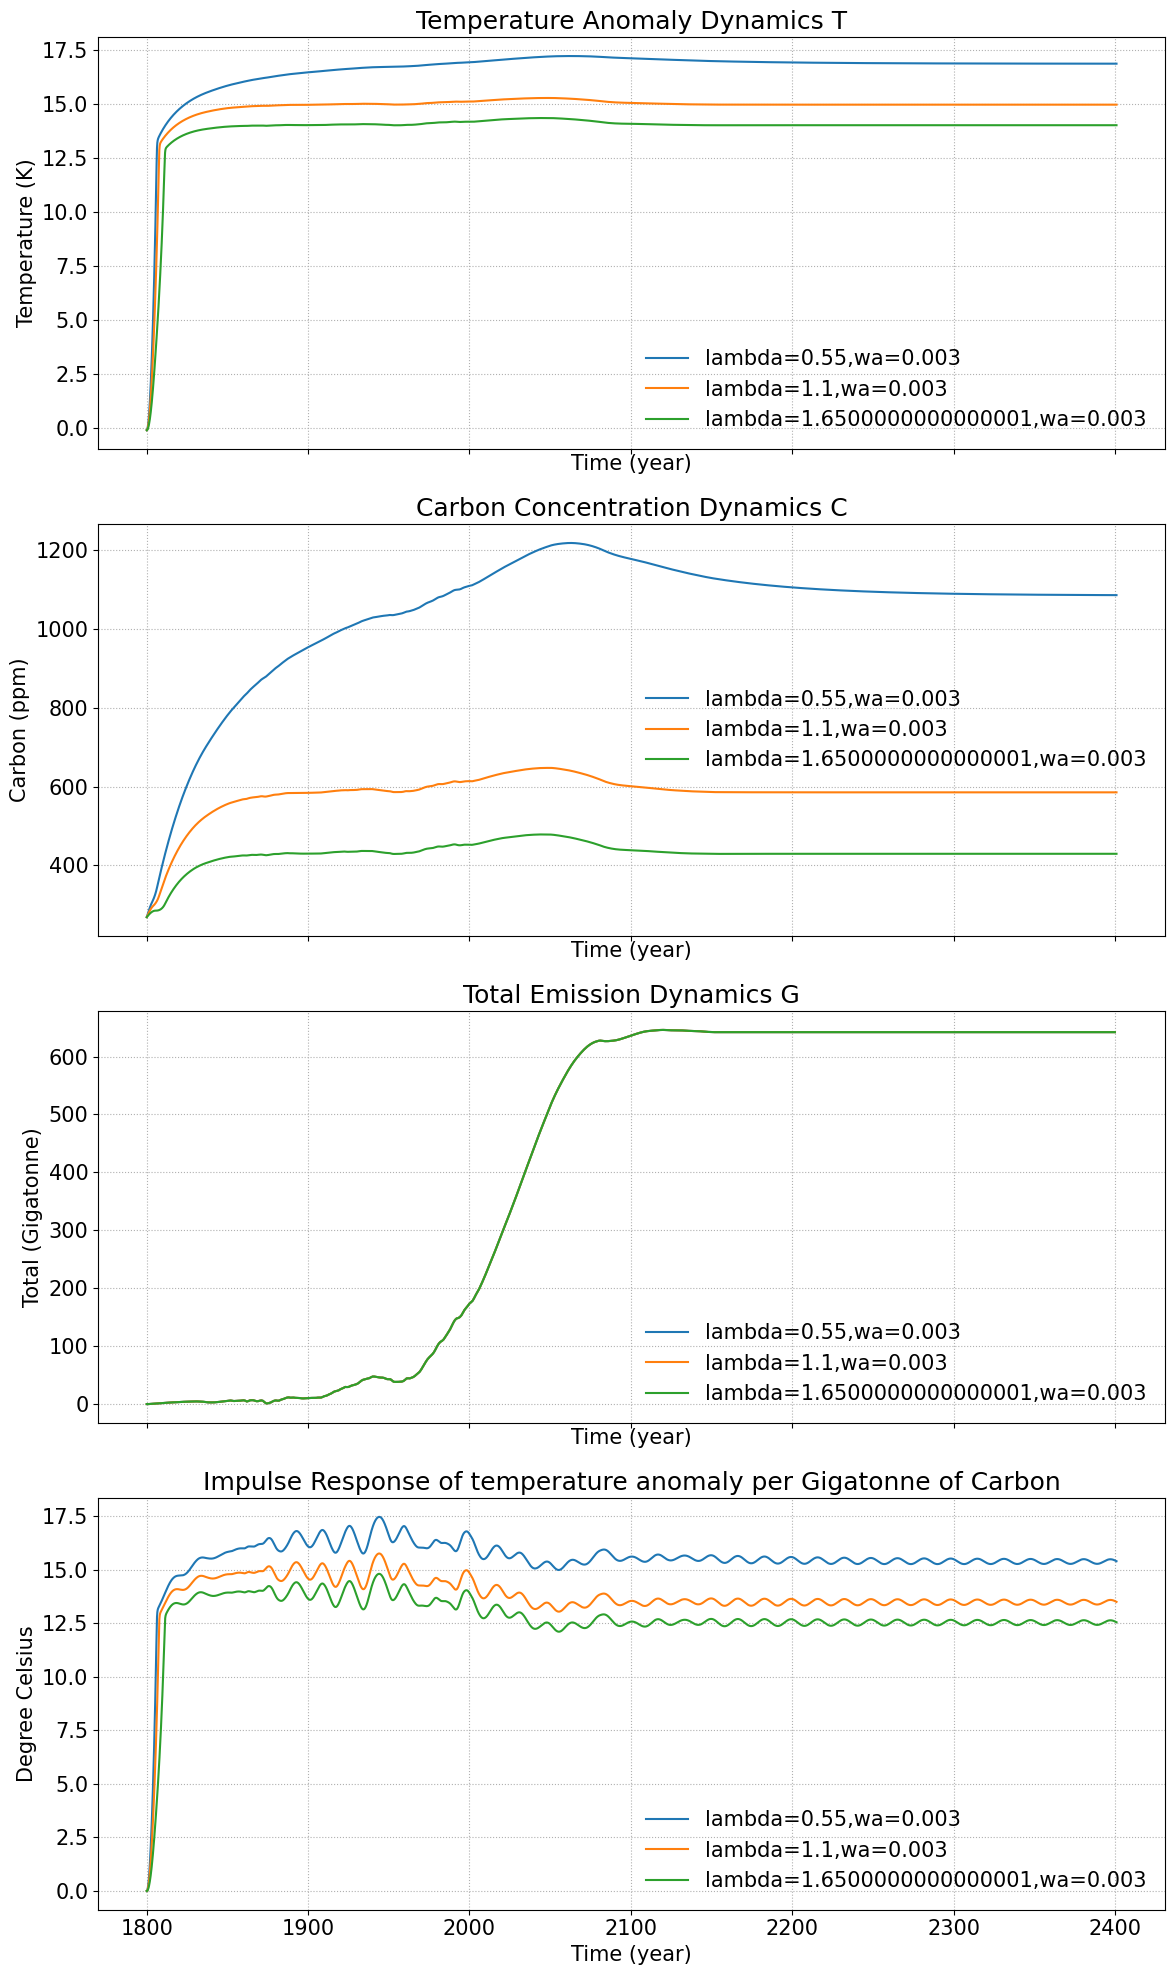 Temperature Anomaly Dynamics T
17.5
15.0
12.5
10.0
7.5
5.0
2.5
0.0
Temperature (K)
lambda=0.55,wa=0.003
lambda=1.1,wa=0.003
lambda=1.6500000000000001,wa=0.003
Time (year)
Carbon Concentration Dynamics C
1200
1000
800
600
400
Carbon (ppm)
lambda=0.55,wa=0.003
lambda=1.1,wa=0.003
lambda=1.6500000000000001,wa=0.003
Time (year)
Total Emission Dynamics G
600
500
400
300
200
100
0
Total (Gigatonne)
lambda=0.55,wa=0.003
lambda=1.1,wa=0.003
lambda=1.6500000000000001,wa=0.003
Time (year)
Impulse Response of temperature anomaly per Gigatonne of Carbon
17.5
15.0
12.5
10.0
7.5
5.0
2.5
0.0
Degree Celsius
lambda=0.55,wa=0.003
lambda=1.1,wa=0.003
lambda=1.6500000000000001,wa=0.003
1800 1900 2000 2100 2200 2300 2400
Time (year)